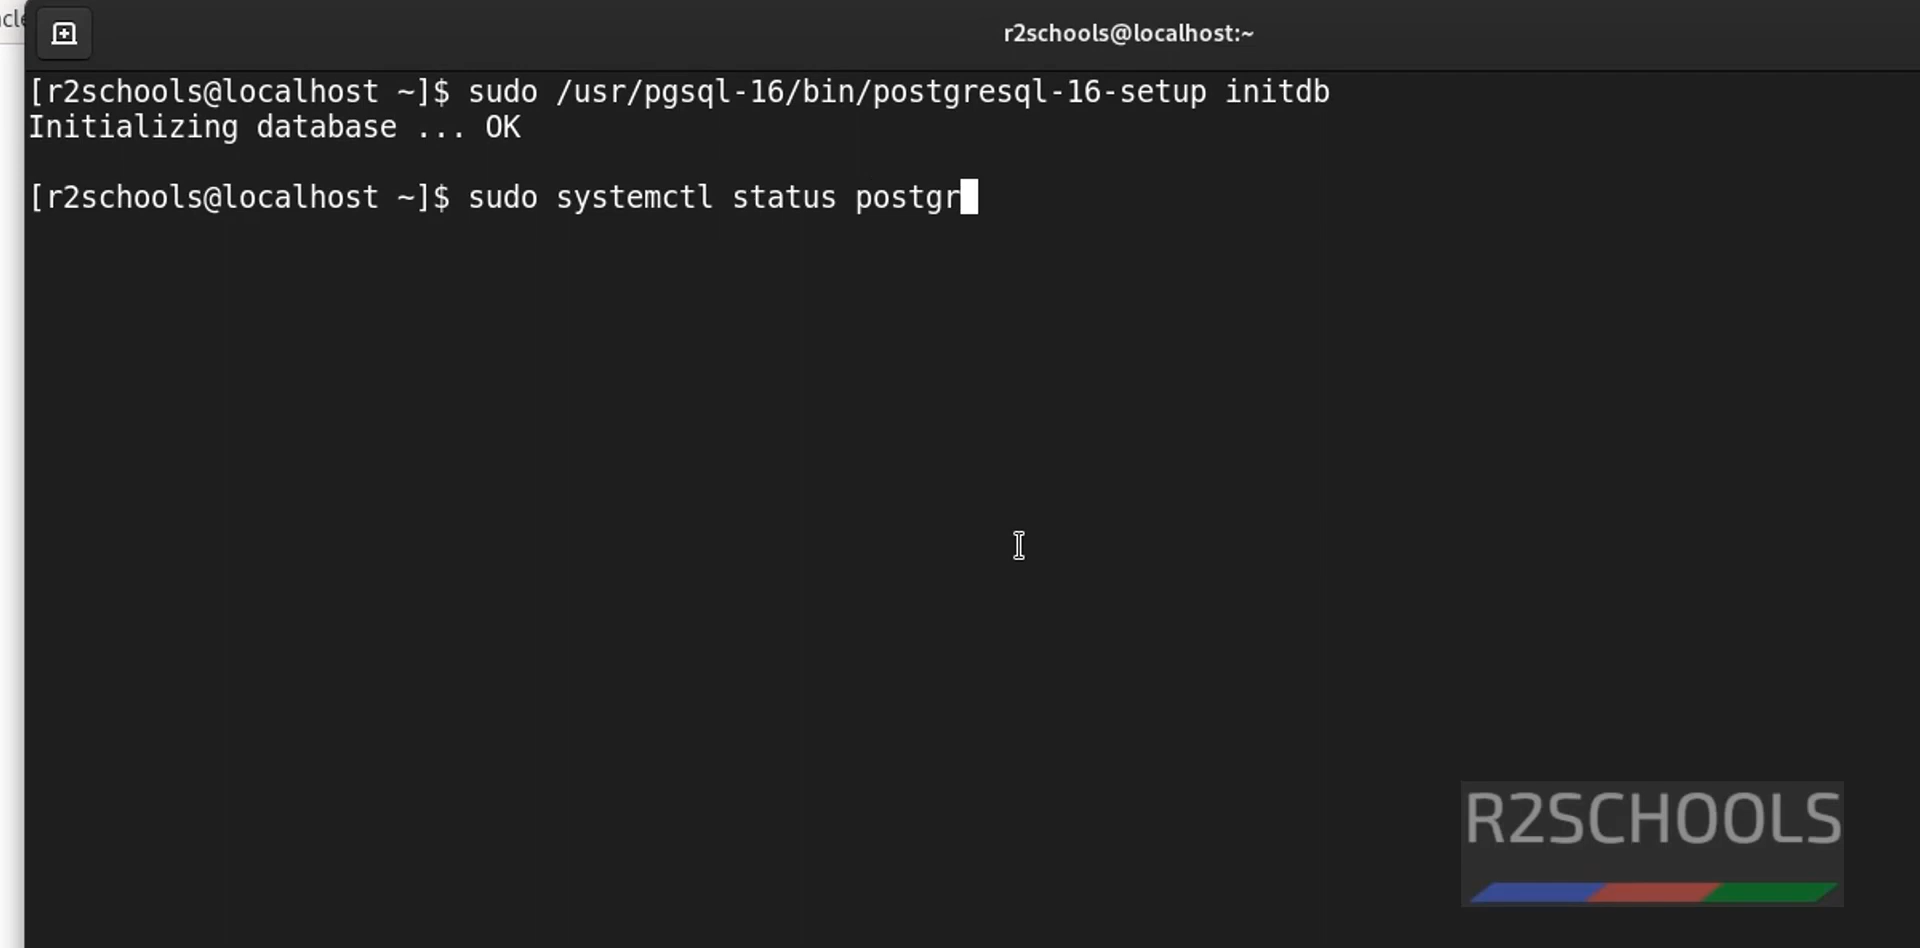 acle
r2schools@localhost:~
[r2schools@localhost ~]$ sudo /usr/pgsql-16/bin/postgresql-16-setup initdb
Initializing database ... OK
[r2schools@localhost ~]$ sudo systemctl status postgr
R2SCHOOLS